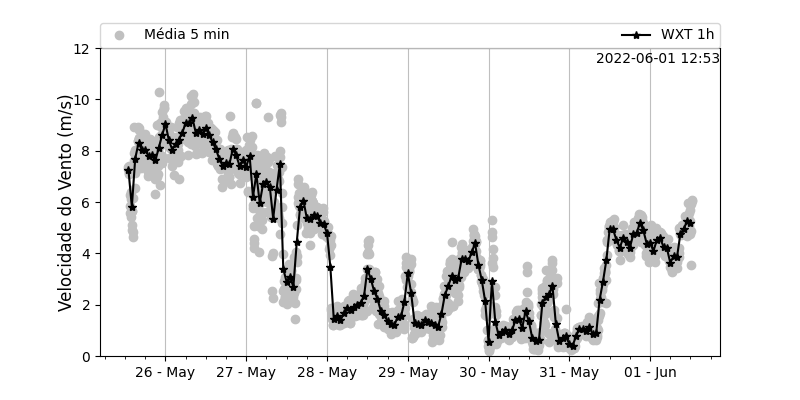 Média 5 min
WXT 1h
2022-06-01 12:53
Velocidade do Vento (m/s)
12
10
8
6
4
2
0
26 - May
27 - May
28 - May
29 - May
30 - May
31 - May
01 - Jun